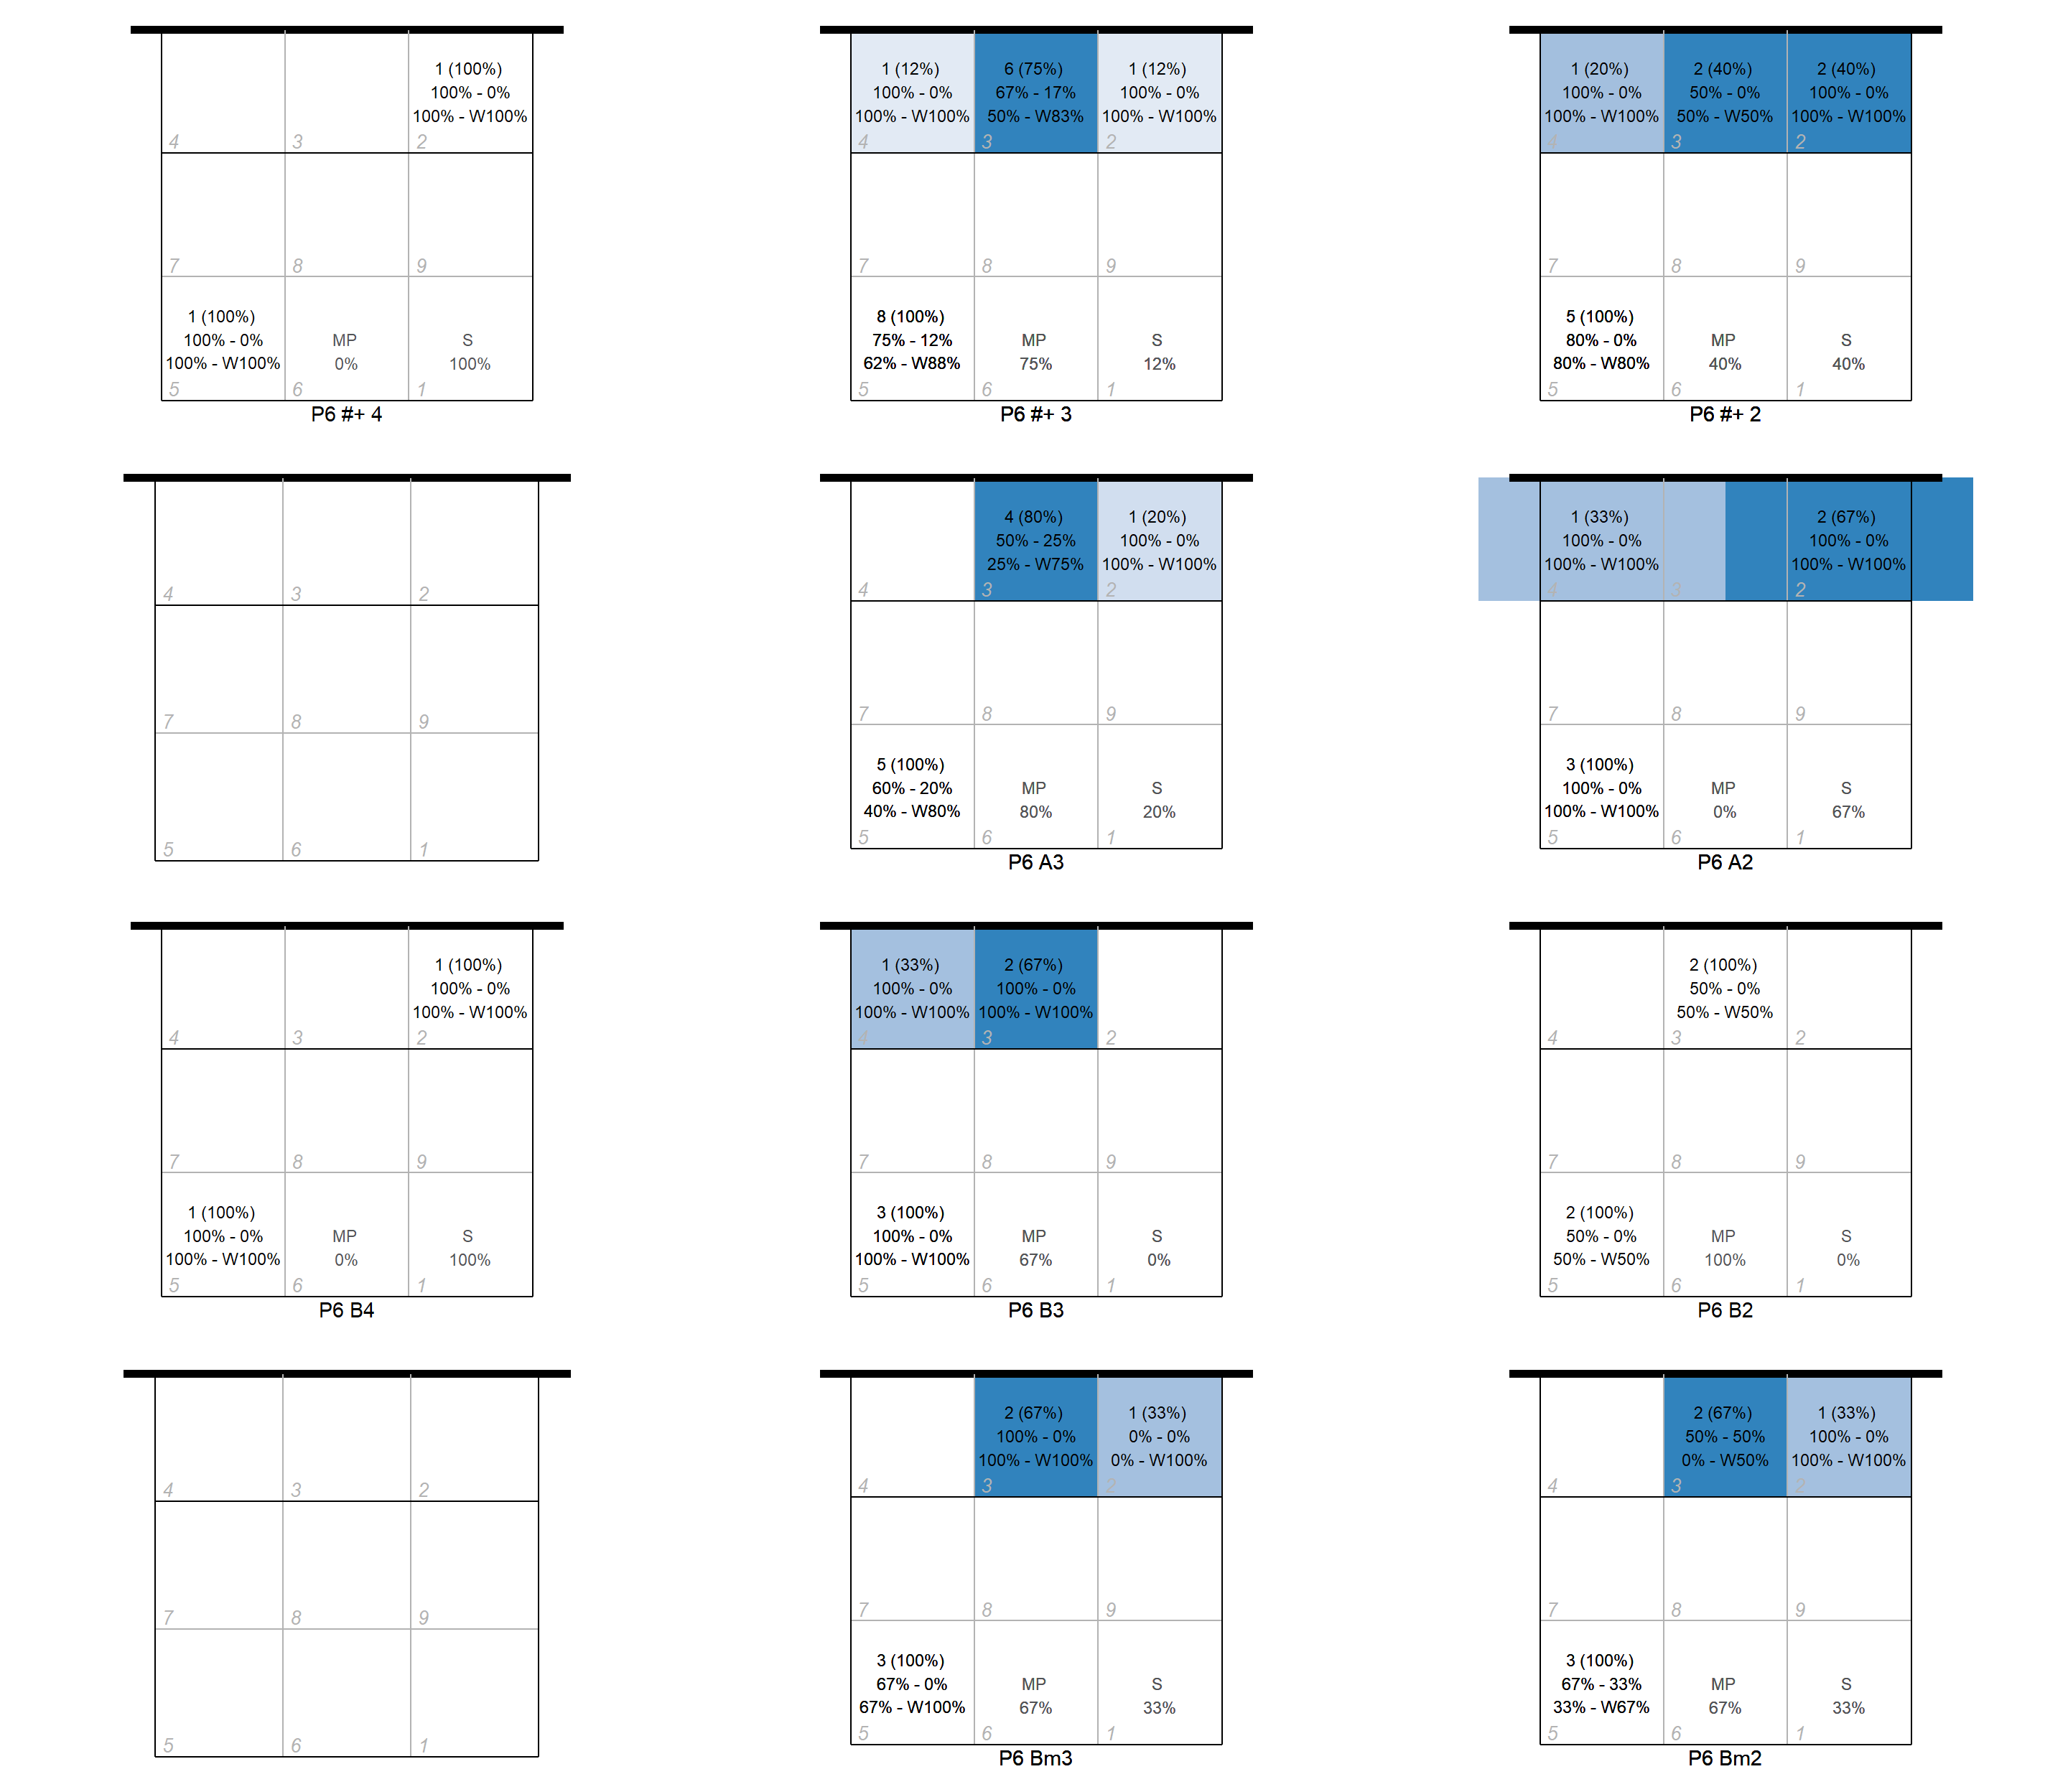 1 (100%)
100% - 0%
100% - W100%
4
3
2
7
8
9
1 (100%)
100% - 0%
100% - W100%
MP
0%
S
100%
5
6
1
P6 #+ 4
1 (12%)
100% - 0%
100% - W100%
6 (75%)
67% - 17%
50% - W83%
1 (12%)
100% - 0%
100% - W100%
4
3
2
7
8
9
8 (100%)
75% - 12%
62% - W88%
MP
75%
S
12%
5
6
1
P6 #+ 3
1 (20%)
100% - 0%
100% - W100%
2 (40%)
50% - 0%
50% - W50%
2 (40%)
100% - 0%
100% - W100%
4
3
2
7
8
9
5 (100%)
80% - 0%
80% - W80%
MP
40%
S
40%
5
6
1
P6 #+ 2
4
3
2
7
8
9
5
6
1
4 (80%)
50% - 25%
25% - W75%
1 (20%)
100% - 0%
100% - W100%
4
3
2
7
8
9
5 (100%)
60% - 20%
40% - W80%
MP
80%
S
20%
5
6
1
P6 A3
1 (33%)
100% - 0%
100% - W100%
2 (67%)
100% - 0%
100% - W100%
4
3
2
7
8
9
3 (100%)
100% - 0%
100% - W100%
MP
0%
S
67%
5
6
1
P6 A2
1 (100%)
100% - 0%
100% - W100%
4
3
2
7
8
9
1 (100%)
100% - 0%
100% - W100%
MP
0%
S
100%
5
6
1
P6 B4
1 (33%)
100% - 0%
100% - W100%
2 (67%)
100% - 0%
100% - W100%
4
3
2
7
8
9
3 (100%)
100% - 0%
100% - W100%
MP
67%
S
0%
5
6
1
P6 B3
2 (100%)
50% - 0%
50% - W50%
4
3
2
7
8
9
2 (100%)
50% - 0%
50% - W50%
MP
100%
S
0%
5
6
1
P6 B2
4
3
2
7
8
9
5
6
1
2 (67%)
100% - 0%
100% - W100%
1 (33%)
0% - 0%
0% - W100%
4
3
2
7
8
9
3 (100%)
67% - 0%
67% - W100%
MP
67%
S
33%
5
6
1
P6 Bm3
2 (67%)
50% - 50%
0% - W50%
1 (33%)
100% - 0%
100% - W100%
4
3
2
7
8
9
3 (100%)
67% - 33%
33% - W67%
MP
67%
S
33%
5
6
1
P6 Bm2